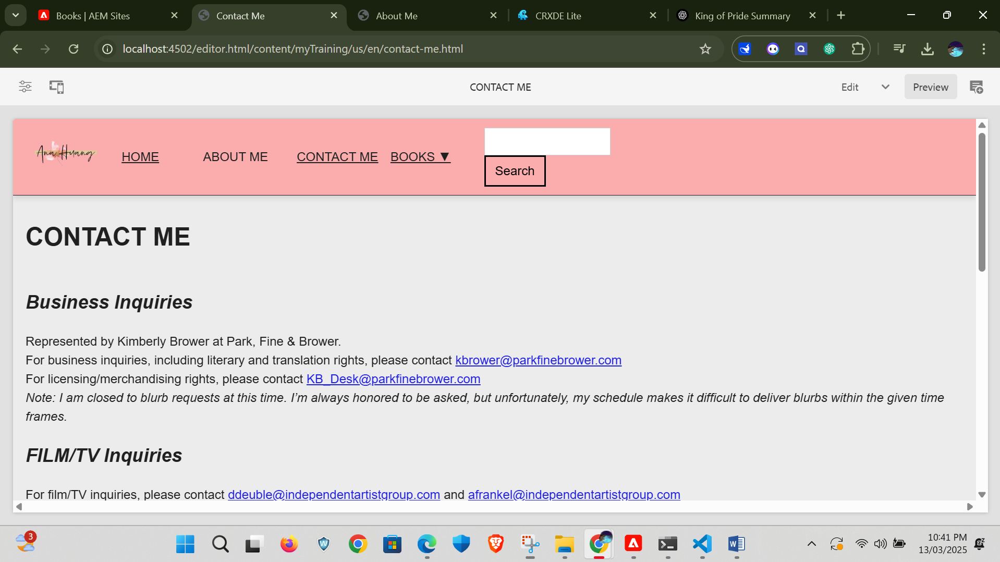 Books | AEM Sites
Contact Me
About Me
CRXDE Lite
King of Pride Summary
localhost:4502/editor.html/content/myTraining/us/en/contact-me.html
CONTACT ME
Edit
Preview
Ana Huang
HOME
ABOUT ME
CONTACT ME
BOOKS ▼
Search
CONTACT ME
Business Inquiries
Represented by Kimberly Brower at Park, Fine & Brower.
For business inquiries, including literary and translation rights, please contact kbrower@parkfinebrower.com
For licensing/merchandising rights, please contact KB_Desk@parkfinebrower.com
Note: I am closed to blurb requests at this time. I’m always honored to be asked, but unfortunately, my schedule makes it difficult to deliver blurbs within the given time
frames.
FILM/TV Inquiries
For film/TV inquiries, please contact ddeuble@independentartistgroup.com and afrankel@independentartistgroup.com
3
10:41 PM
13/03/2025